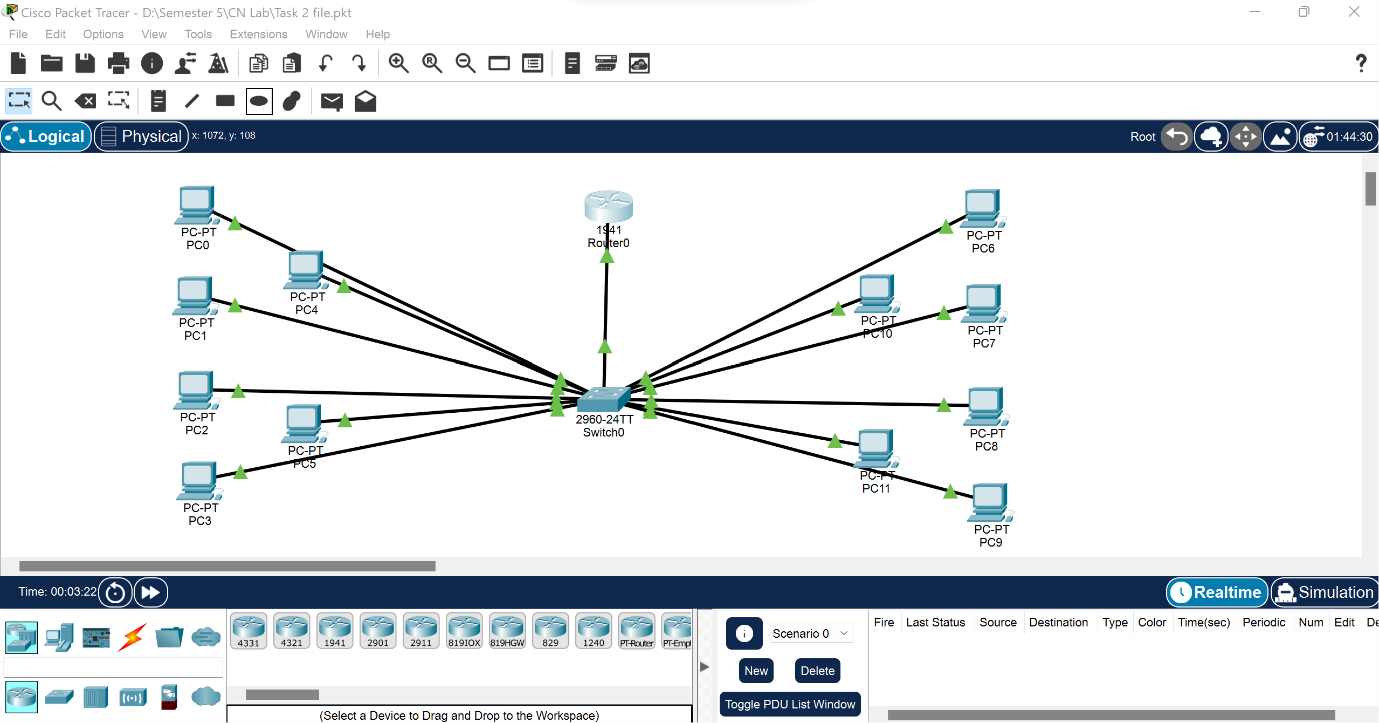 Cisco Packet Tracer - D:\Semester 5\CN Lab\Task 2 file.pkt
File Edit Options View Tools Extensions Window Help
?
Logical Physical x: 1072, y: 108 Root 01:44:30
PC-PT
PC0
1941
Router0
PC-PT
PC6
PC-PT
PC4
PC-PT
PC1
PC-PT
PC10
PC-PT
PC7
PC-PT
PC2
2960-24TT
Switch0
PC-PT
PC8
PC-PT
PC5
PC-PT
PC11
PC-PT
PC3
PC-PT
PC9
Time: 00:03:22 Realtime Simulation
4331 4321 1941 2901 2911 819IOX 819HGW 829 1240 PT-Router PT-Empt
Scenario 0
New Delete
Toggle PDU List Window
Fire Last Status Source Destination Type Color Time(sec) Periodic Num Edit De
(Select a Device to Drag and Drop to the Workspace)